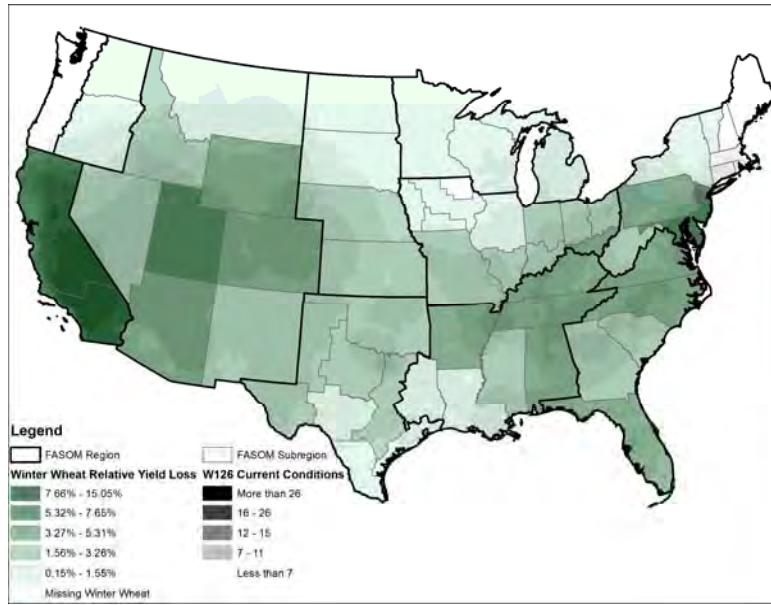 Legend
FASOM Region
FASOM Subregion
Winter Wheat Relative Yield Loss
W126 Current Conditions
7.66% - 15.05%
More than 26
5.32% - 7.65%
16 - 26
3.27% - 5.31%
12 - 15
1.56% - 3.26%
7 - 11
0.15% - 1.55%
Less than 7
Missing Winter Wheat